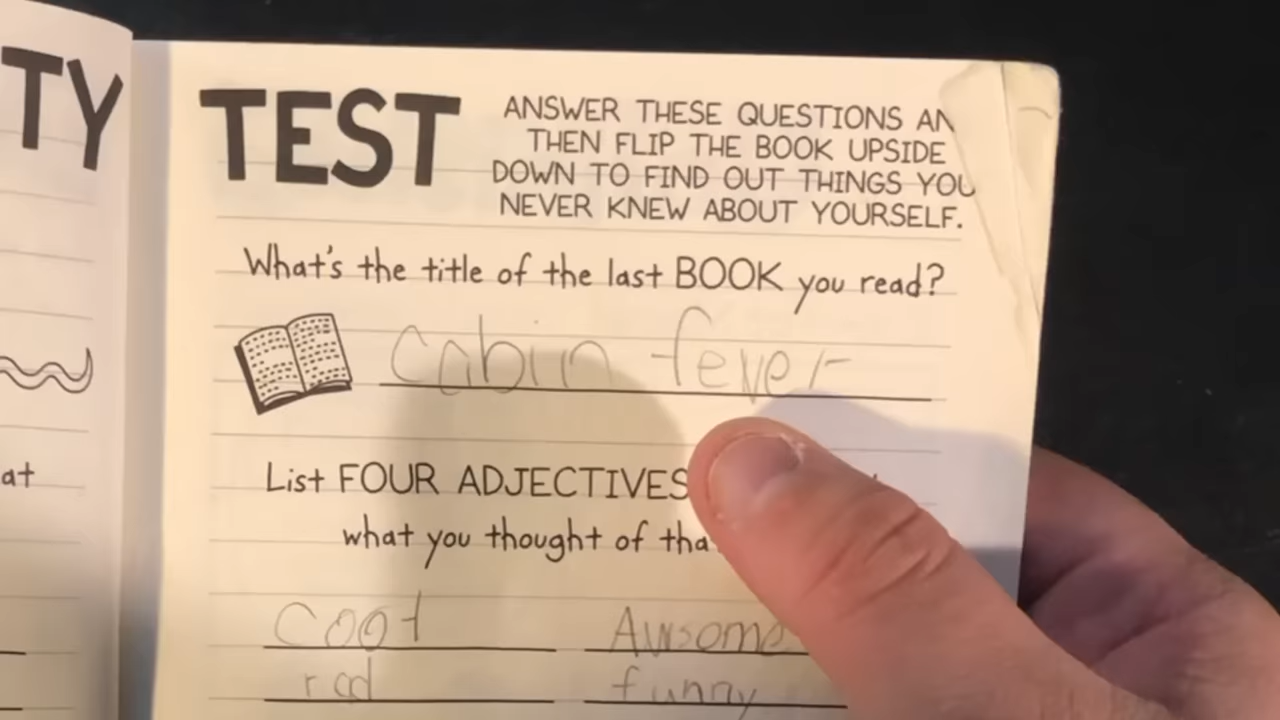 TY
TEST
ANSWER THESE QUESTIONS AN
THEN FLIP THE BOOK UPSIDE
DOWN TO FIND OUT THINGS YOU
NEVER KNEW ABOUT YOURSELF.
What's the title of the last BOOK you read?
Cabin fever
at
List FOUR ADJECTIVES
what you thought of tha
Awsome
rad funny